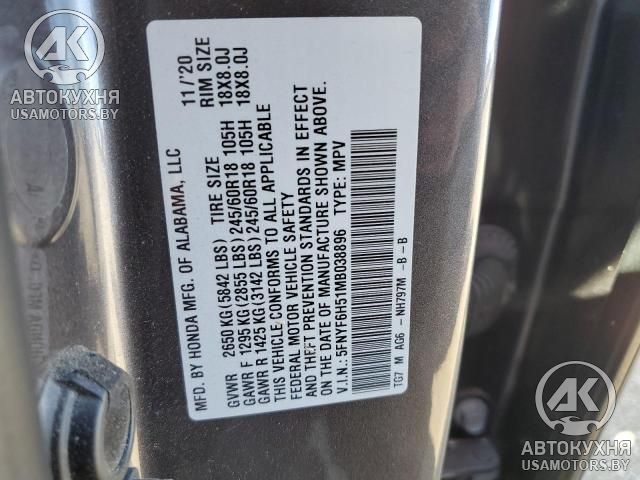 MFD. BY HONDA MFG. OF ALABAMA, LLC 11/'20
GVWR 2650 KG (5842 LBS) TIRE SIZE RIM SIZE
GAWR F 1295 KG (2855 LBS) 245/60R18 105H 18X8.0J
GAWR R 1425 KG (3142 LBS) 245/60R18 105H 18X8.0J
THIS VEHICLE CONFORMS TO ALL APPLICABLE
FEDERAL MOTOR VEHICLE SAFETY
AND THEFT PREVENTION STANDARDS IN EFFECT
ON THE DATE OF MANUFACTURE SHOWN ABOVE.
V.I.N.: 5FNYF6H51MB038896 TYPE: MPV
TG7 M AG6 - NH797M -B-B
АК
АВТОКУХНЯ
USAMOTORS.BY
АК
АВТОКУХНЯ
USAMOTORS.BY